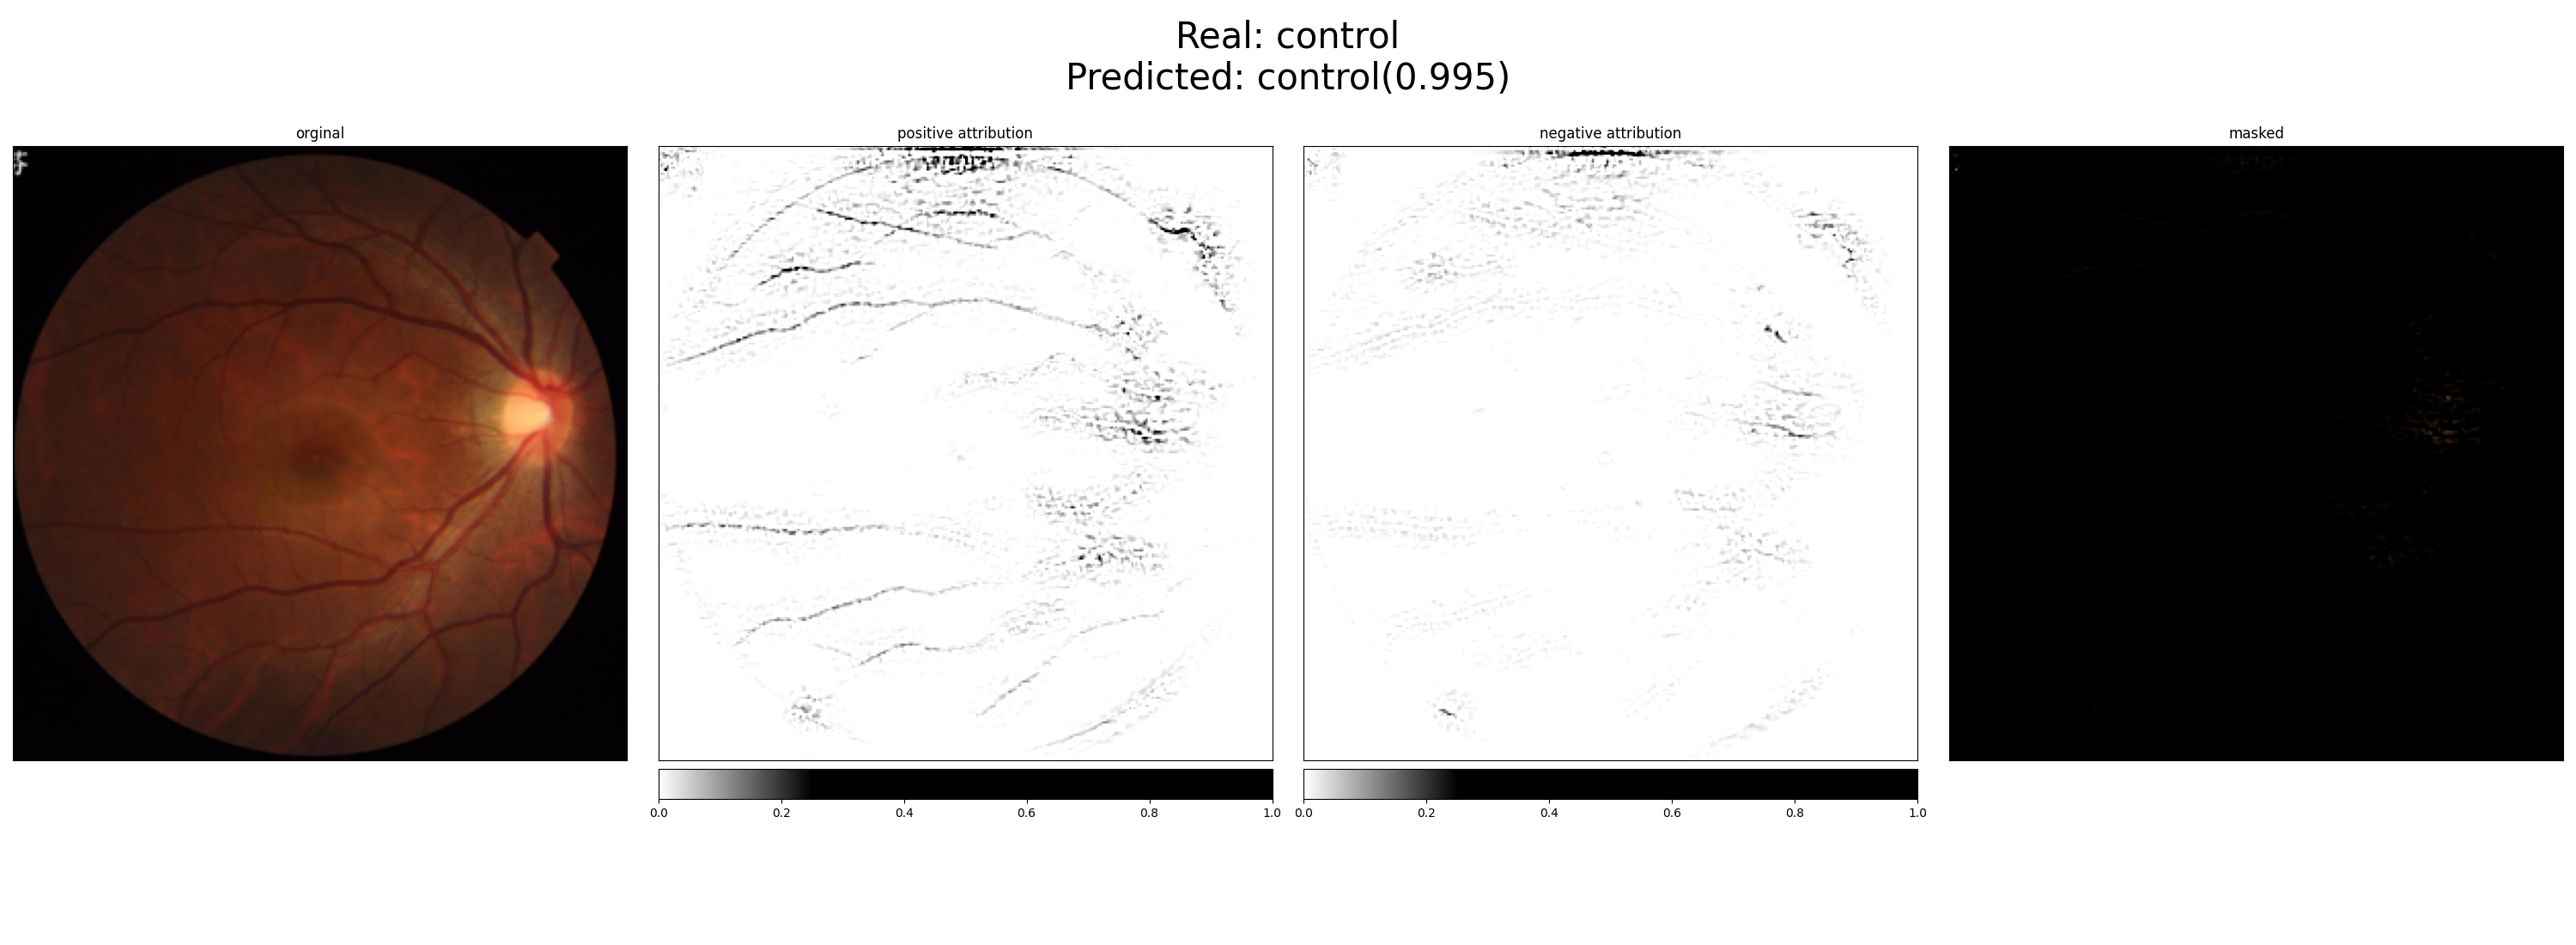 Real: control
Predicted: control(0.995)
orginal
positive attribution
negative attribution
masked
0.0 0.2 0.4 0.6 0.8 1.0
0.0 0.2 0.4 0.6 0.8 1.0